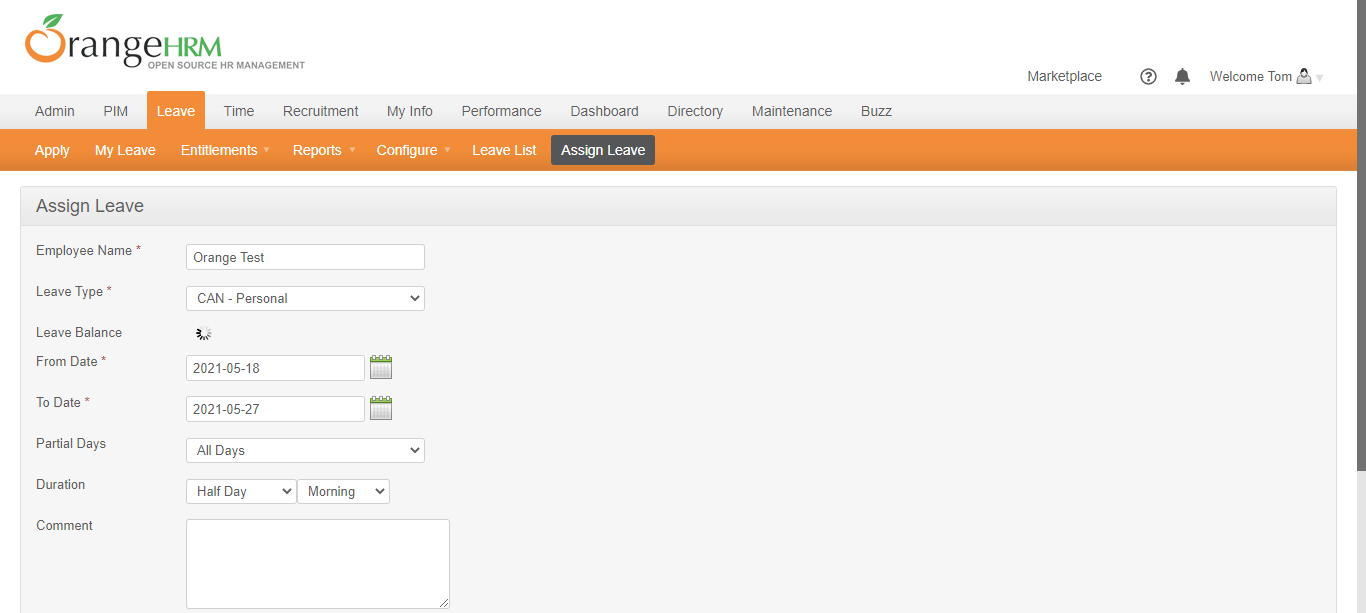 OrangeHRM
OPEN SOURCE HR MANAGEMENT
Marketplace ? Welcome Tom
Admin PIM Leave Time Recruitment My Info Performance Dashboard Directory Maintenance Buzz
Apply My Leave Entitlements Reports Configure Leave List Assign Leave
Assign Leave
Employee Name * Orange Test
Leave Type * CAN - Personal
Leave Balance
From Date * 2021-05-18
To Date * 2021-05-27
Partial Days All Days
Duration Half Day Morning
Comment